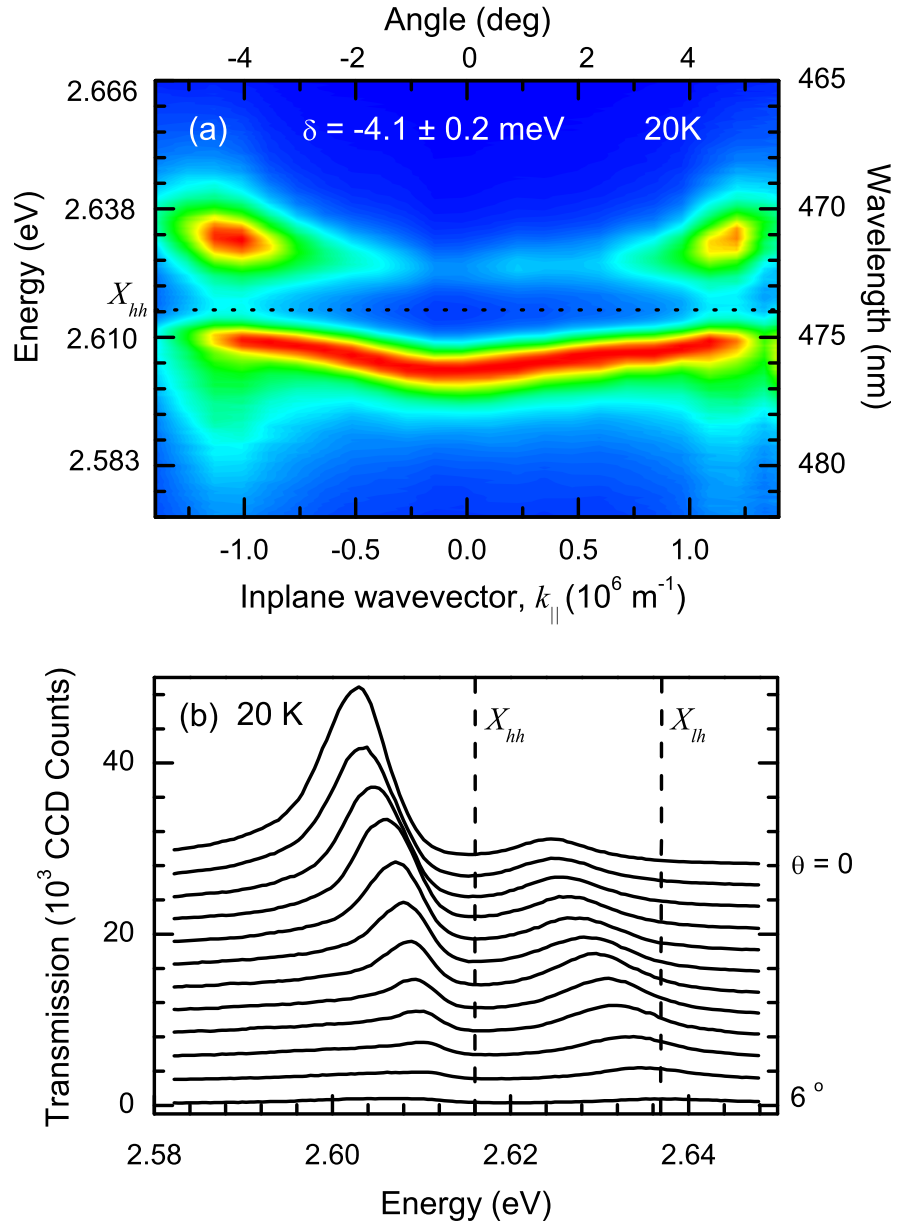 Angle (deg)
-4 -2 0 2 4
(a) δ = -4.1 ± 0.2 meV 20K
2.666
2.638
X_hh
2.610
2.583
Energy (eV)
465
470
475
480
Wavelength (nm)
-1.0 -0.5 0.0 0.5 1.0
Inplane wavevector, k_|| (10^6 m^-1)
(b) 20 K
X_hh
X_lh
40
20
0
Transmission (10^3 CCD Counts)
θ = 0
6 °
2.58 2.60 2.62 2.64
Energy (eV)